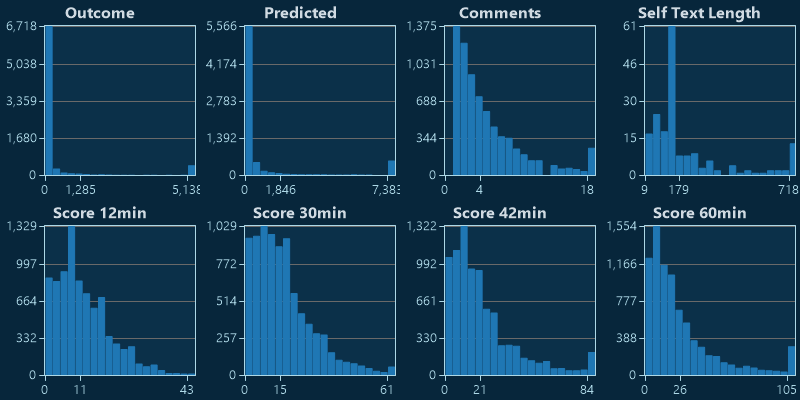 Outcome
6,718
5,038
3,359
1,680
0
0 1,285 5,138
Predicted
5,566
4,174
2,783
1,392
0
0 1,846 7,383
Comments
1,375
1,031
688
344
0
0 4 18
Self Text Length
61
46
30
15
0
9 179 718
Score 12min
1,329
997
664
332
0
0 11 43
Score 30min
1,029
772
514
257
0
0 15 61
Score 42min
1,322
992
661
330
0
0 21 84
Score 60min
1,554
1,166
777
388
0
0 26 105